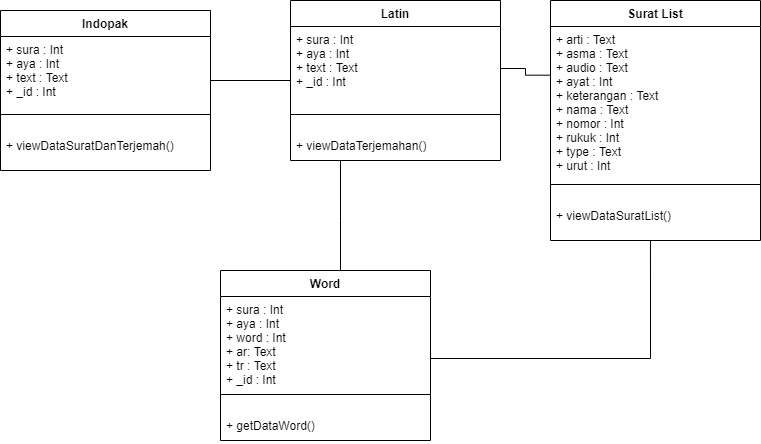 Indopak
+ sura : Int
+ aya : Int
+ text : Text
+ _id : Int
+ viewDataSuratDanTerjemah()
Latin
+ sura : Int
+ aya : Int
+ text : Text
+ _id : Int
+ viewDataTerjemahan()
Surat List
+ arti : Text
+ asma : Text
+ audio : Text
+ ayat : Int
+ keterangan : Text
+ nama : Text
+ nomor : Int
+ rukuk : Int
+ type : Text
+ urut : Int
+ viewDataSuratList()
Word
+ sura : Int
+ aya : Int
+ word : Int
+ ar: Text
+ tr : Text
+ _id : Int
+ getDataWord()